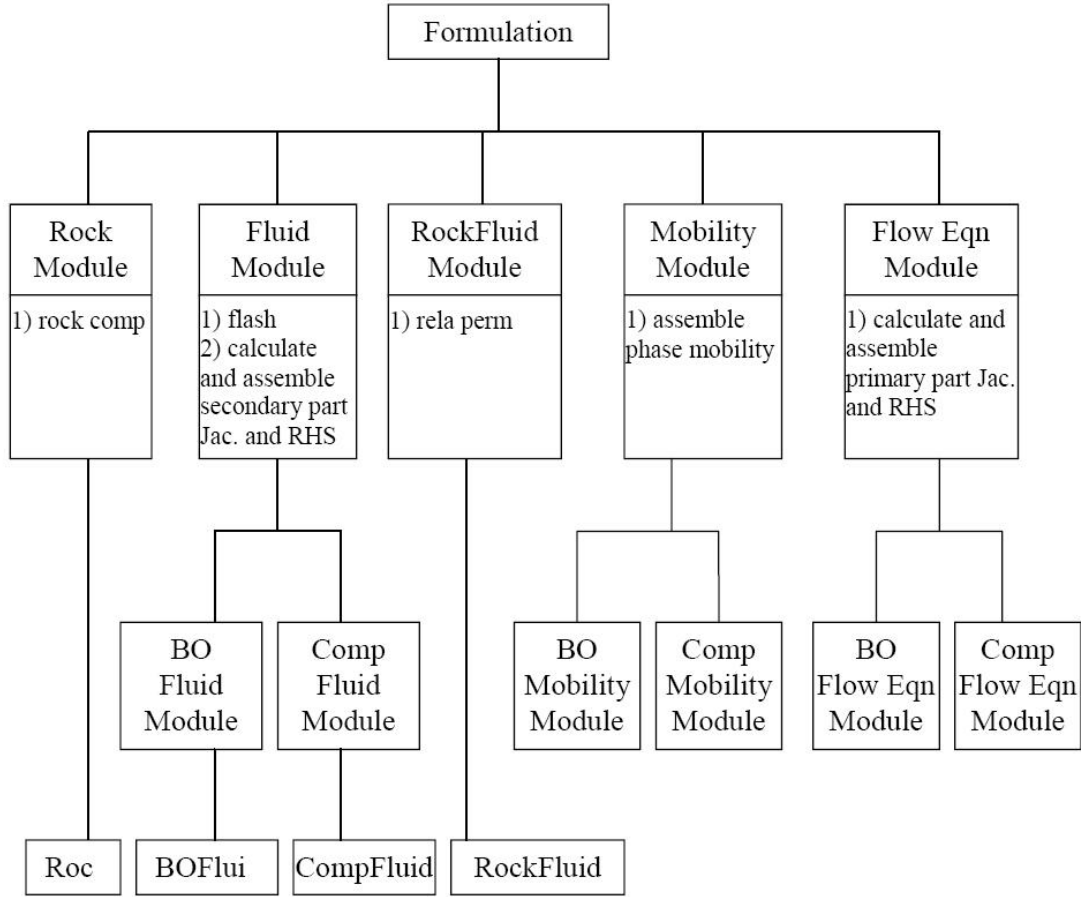 Formulation
Rock
Module
1) rock comp
Fluid
Module
1) flash
2) calculate
and assemble
secondary part
Jac. and RHS
RockFluid
Module
1) rela perm
Mobility
Module
1) assemble
phase mobility
Flow Eqn
Module
1) calculate and
assemble
primary part Jac.
and RHS
BO
Fluid
Module
Comp
Fluid
Module
BO
Mobility
Module
Comp
Mobility
Module
BO
Flow Eqn
Module
Comp
Flow Eqn
Module
Roc
BOFlui
CompFluid
RockFluid